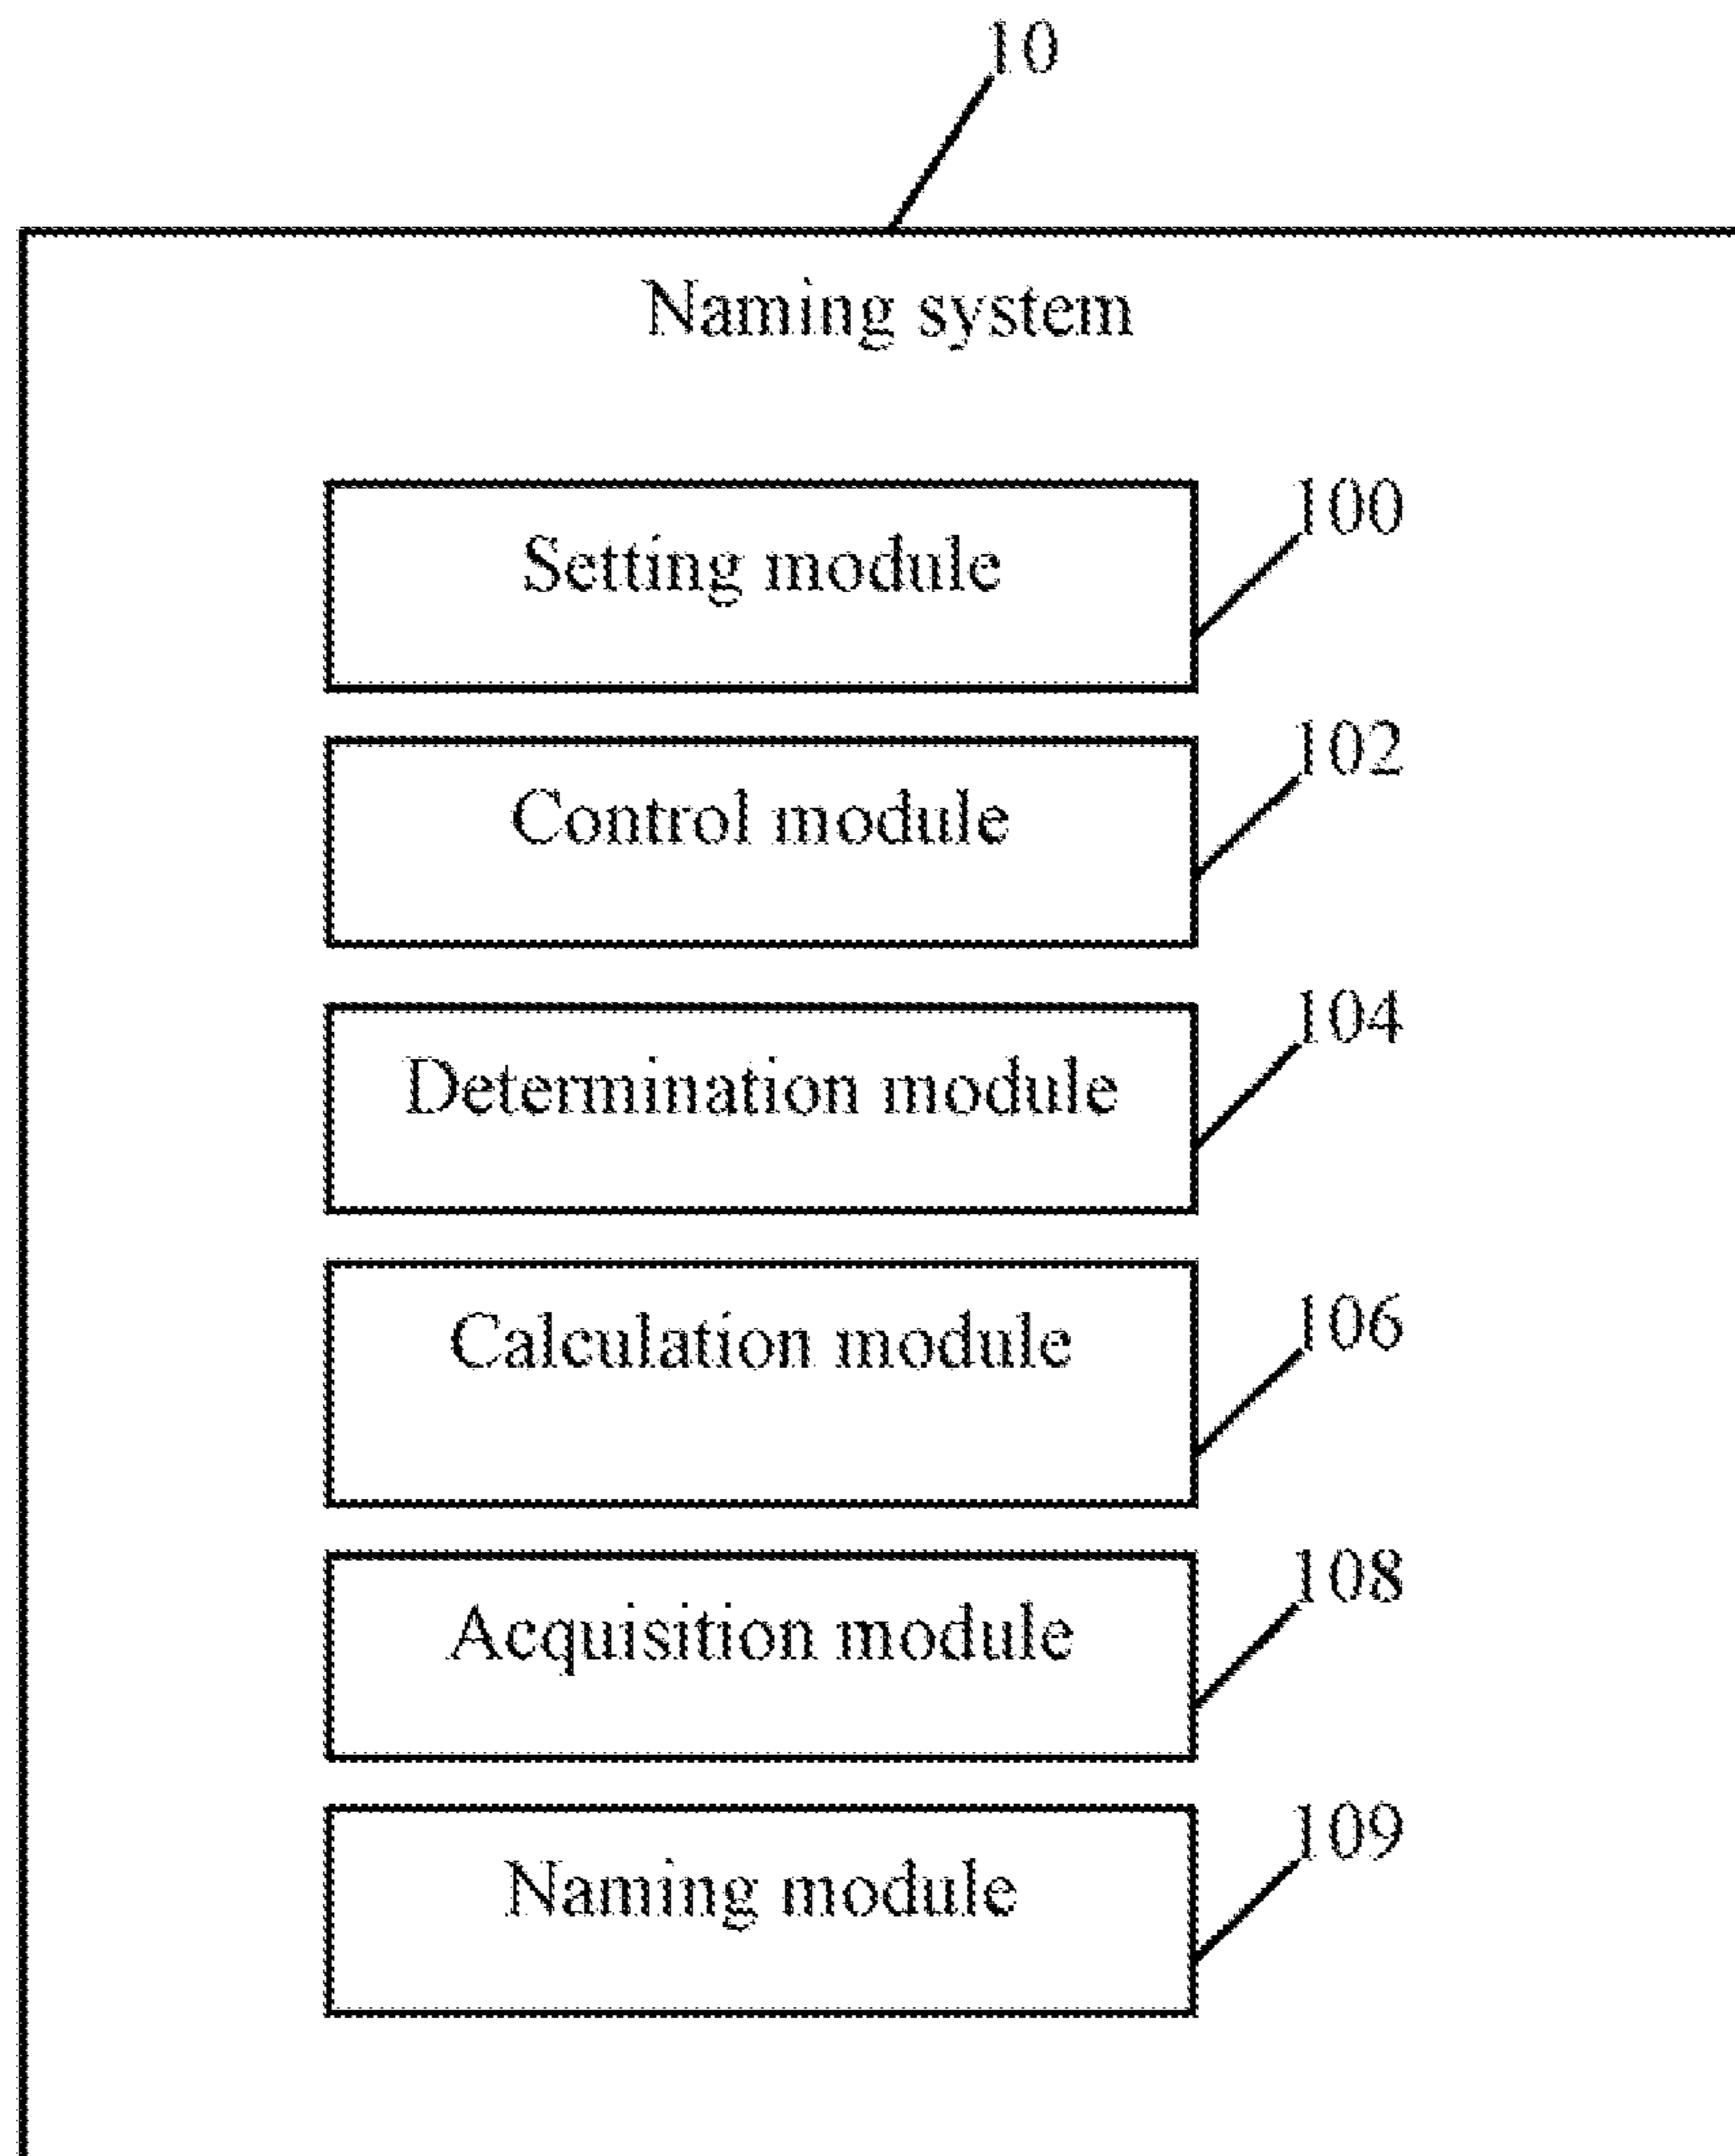 10
Naming system
Setting module
100
Control module
102
Determination module
104
Calculation module
106
Acquisition module
108
Naming module
109